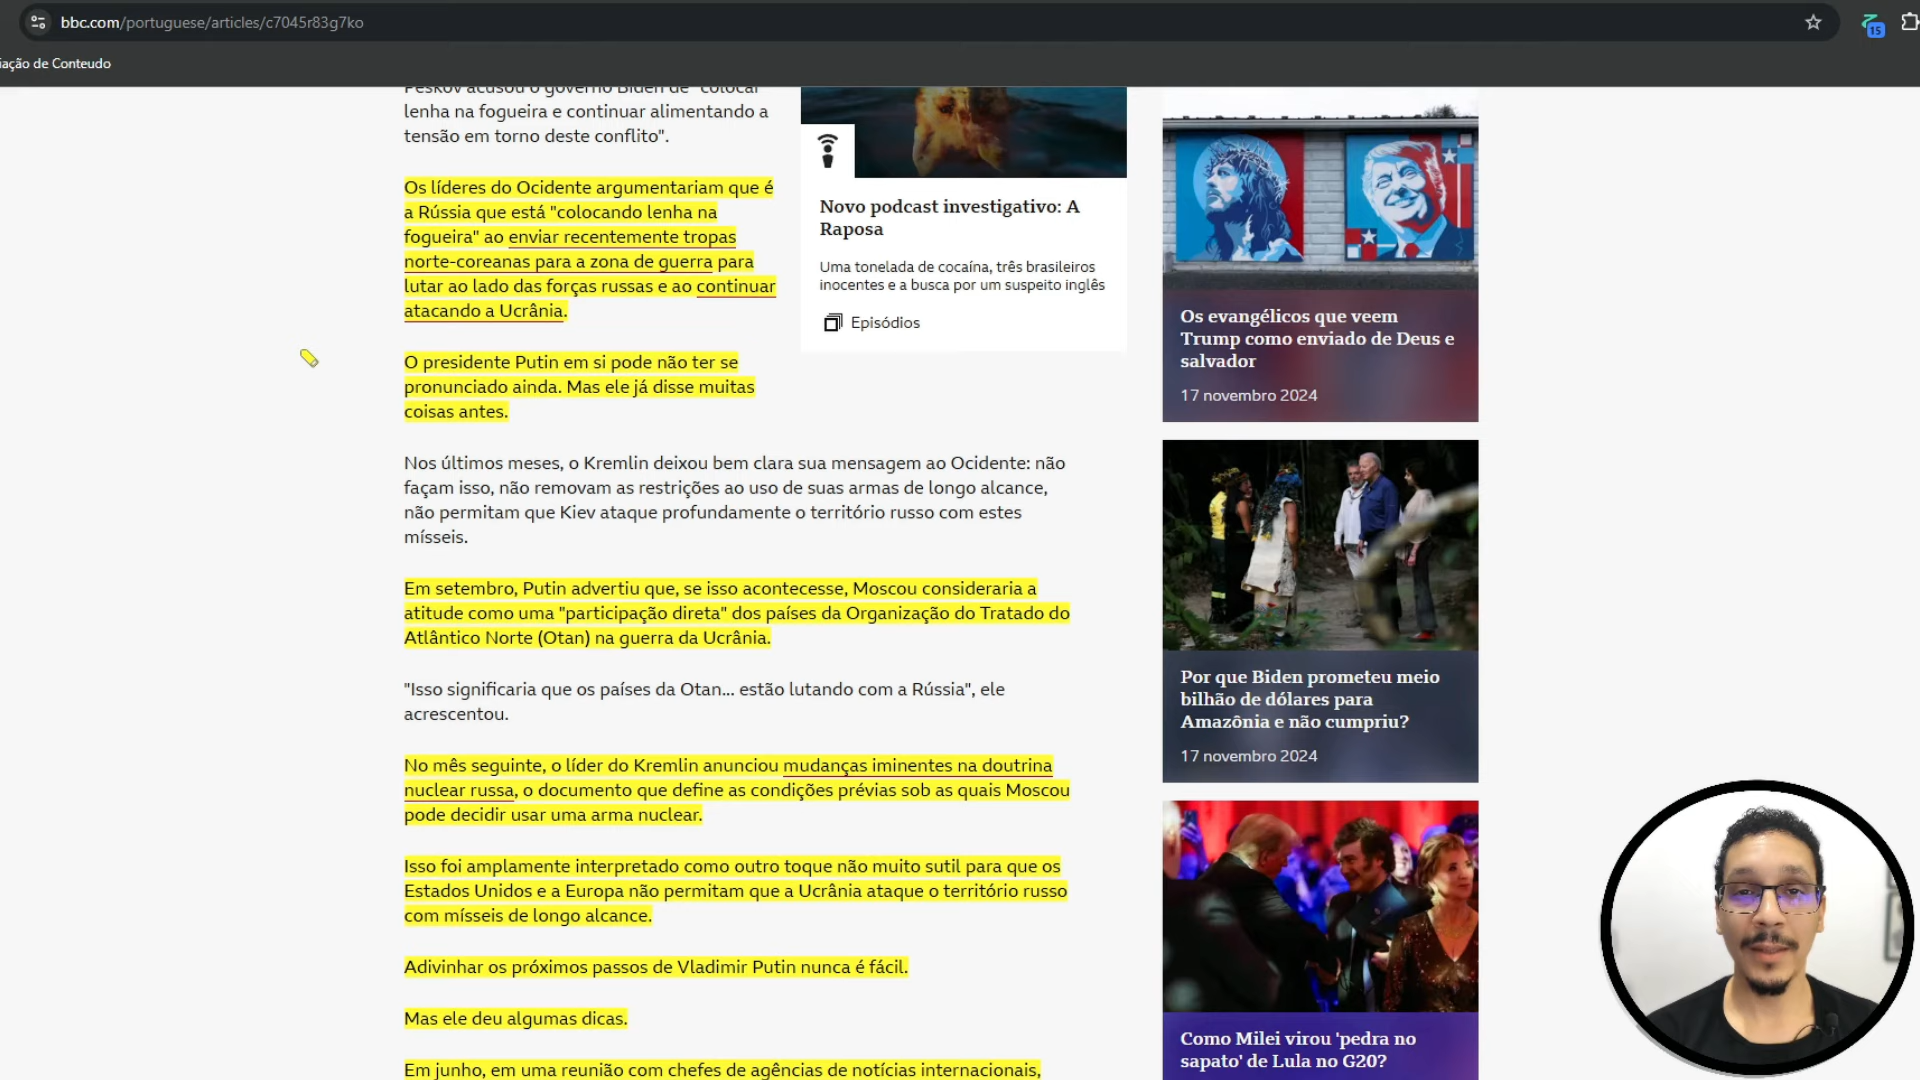 bbc.com/portuguese/articles/c7045r83g7ko
15
iação de Conteudo
Peskov acusou o governo Biden de "colocar
lenha na fogueira e continuar alimentando a
tensão em torno deste conflito".
Os líderes do Ocidente argumentariam que é
a Rússia que está "colocando lenha na
fogueira" ao enviar recentemente tropas
norte-coreanas para a zona de guerra para
lutar ao lado das forças russas e ao continuar
atacando a Ucrânia.
O presidente Putin em si pode não ter se
pronunciado ainda. Mas ele já disse muitas
coisas antes.
Nos últimos meses, o Kremlin deixou bem clara sua mensagem ao Ocidente: não
façam isso, não removam as restrições ao uso de suas armas de longo alcance,
não permitam que Kiev ataque profundamente o território russo com estes
mísseis.
Em setembro, Putin advertiu que, se isso acontecesse, Moscou consideraria a
atitude como uma "participação direta" dos países da Organização do Tratado do
Atlântico Norte (Otan) na guerra da Ucrânia.
"Isso significaria que os países da Otan... estão lutando com a Rússia", ele
acrescentou.
No mês seguinte, o líder do Kremlin anunciou mudanças iminentes na doutrina
nuclear russa, o documento que define as condições prévias sob as quais Moscou
pode decidir usar uma arma nuclear.
Isso foi amplamente interpretado como outro toque não muito sutil para que os
Estados Unidos e a Europa não permitam que a Ucrânia ataque o território russo
com mísseis de longo alcance.
Adivinhar os próximos passos de Vladimir Putin nunca é fácil.
Mas ele deu algumas dicas.
Em junho, em uma reunião com chefes de agências de notícias internacionais,
Novo podcast investigativo: A
Raposa
Uma tonelada de cocaína, três brasileiros
inocentes e a busca por um suspeito inglês
Episódios
Os evangélicos que veem
Trump como enviado de Deus e
salvador
17 novembro 2024
Por que Biden prometeu meio
bilhão de dólares para
Amazônia e não cumpriu?
17 novembro 2024
Como Milei virou 'pedra no
sapato' de Lula no G20?